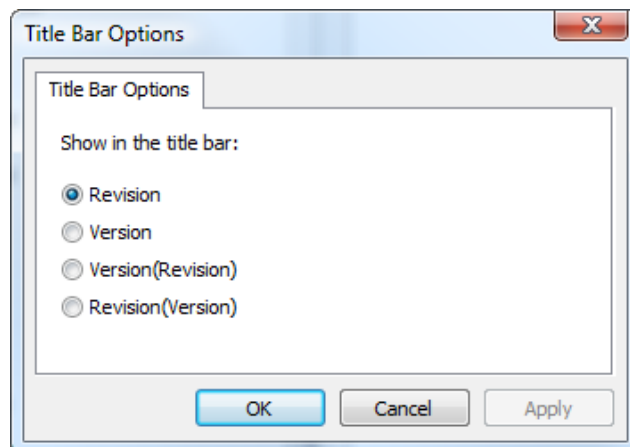 Title Bar Options
Title Bar Options
Show in the title bar:
Revision
Version
Version(Revision)
Revision(Version)
OK Cancel Apply